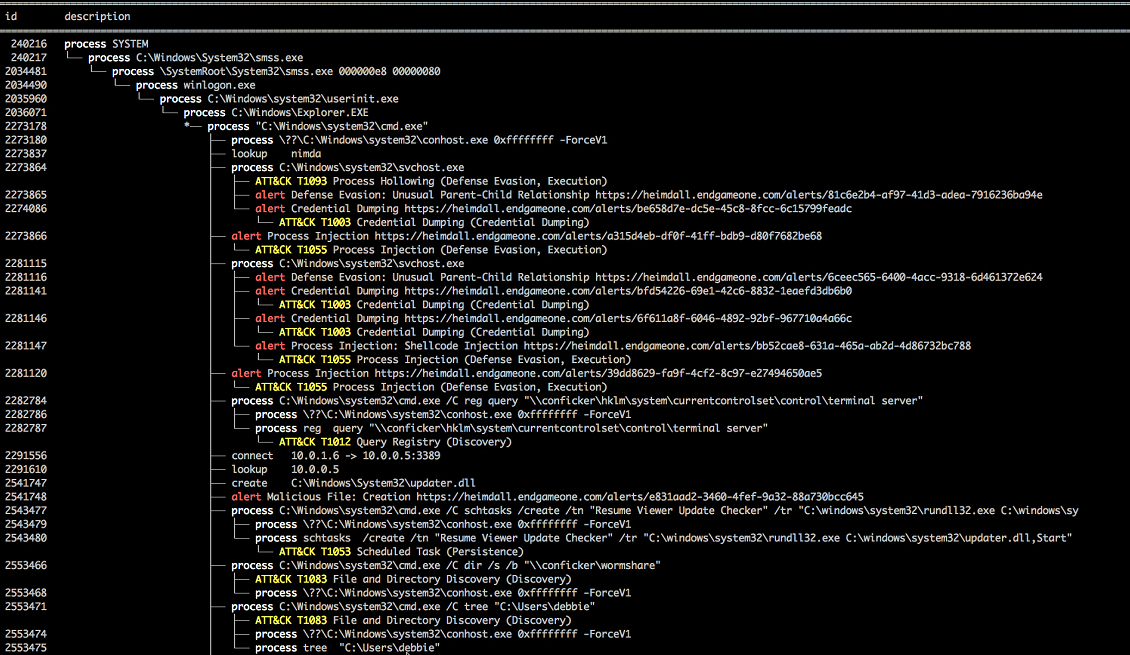 id description
240216 process SYSTEM
240217 process C:\Windows\System32\smss.exe
2034481 process \SystemRoot\System32\smss.exe 000000e8 00000080
2034490 process winlogon.exe
2035960 process C:\Windows\system32\userinit.exe
2036071 process C:\Windows\Explorer.EXE
2273178 *— process "C:\Windows\system32\cmd.exe"
2273180 process \??\C:\Windows\system32\conhost.exe 0xffffffff -ForceV1
2273837 lookup nimda
2273864 process C:\Windows\system32\svchost.exe
ATT&CK T1093 Process Hollowing (Defense Evasion, Execution)
2273865 alert Defense Evasion: Unusual Parent-Child Relationship https://heimdall.endgameone.com/alerts/81c6e2b4-af97-41d3-adea-7916236ba94e
2274086 alert Credential Dumping https://heimdall.endgameone.com/alerts/be658d7e-dc5e-45c8-8fcc-6c15799feadc
ATT&CK T1003 Credential Dumping (Credential Dumping)
2273866 alert Process Injection https://heimdall.endgameone.com/alerts/a315d4eb-df0f-41ff-bdb9-d80f7682be68
ATT&CK T1055 Process Injection (Defense Evasion, Execution)
2281115 process C:\Windows\system32\svchost.exe
2281116 alert Defense Evasion: Unusual Parent-Child Relationship https://heimdall.endgameone.com/alerts/6ceec565-6400-4acc-9318-6d461372e624
2281141 alert Credential Dumping https://heimdall.endgameone.com/alerts/bfd54226-69e1-42c6-8832-1eaefd3db6b0
ATT&CK T1003 Credential Dumping (Credential Dumping)
2281146 alert Credential Dumping https://heimdall.endgameone.com/alerts/6f611a8f-6046-4892-92bf-967710a4a66c
ATT&CK T1003 Credential Dumping (Credential Dumping)
2281147 alert Process Injection: Shellcode Injection https://heimdall.endgameone.com/alerts/bb52cae8-631a-465a-ab2d-4d86732bc788
ATT&CK T1055 Process Injection (Defense Evasion, Execution)
2281120 alert Process Injection https://heimdall.endgameone.com/alerts/39dd8629-fa9f-4cf2-8c97-e27494650ae5
ATT&CK T1055 Process Injection (Defense Evasion, Execution)
2282784 process C:\Windows\system32\cmd.exe /C reg query "\\conficker\hklm\system\currentcontrolset\control\terminal server"
2282786 process \??\C:\Windows\system32\conhost.exe 0xffffffff -ForceV1
2282787 process reg query "\\conficker\hklm\system\currentcontrolset\control\terminal server"
ATT&CK T1012 Query Registry (Discovery)
2291556 connect 10.0.1.6 -> 10.0.0.5:3389
2291610 lookup 10.0.0.5
2541747 create C:\Windows\System32\updater.dll
2541748 alert Malicious File: Creation https://heimdall.endgameone.com/alerts/e831aad2-3460-4fef-9a32-88a730bcc645
2543477 process C:\Windows\system32\cmd.exe /C schtasks /create /tn "Resume Viewer Update Checker" /tr "C:\windows\system32\rundll32.exe C:\windows\sy
2543479 process \??\C:\Windows\system32\conhost.exe 0xffffffff -ForceV1
2543480 process schtasks /create /tn "Resume Viewer Update Checker" /tr "C:\windows\system32\rundll32.exe C:\windows\system32\updater.dll,Start"
ATT&CK T1053 Scheduled Task (Persistence)
2553466 process C:\Windows\system32\cmd.exe /C dir /s /b "\\conficker\wormshare"
ATT&CK T1083 File and Directory Discovery (Discovery)
2553468 process \??\C:\Windows\system32\conhost.exe 0xffffffff -ForceV1
2553471 process C:\Windows\system32\cmd.exe /C tree "C:\Users\debbie"
ATT&CK T1083 File and Directory Discovery (Discovery)
2553474 process \??\C:\Windows\system32\conhost.exe 0xffffffff -ForceV1
2553475 process tree "C:\Users\debbie"